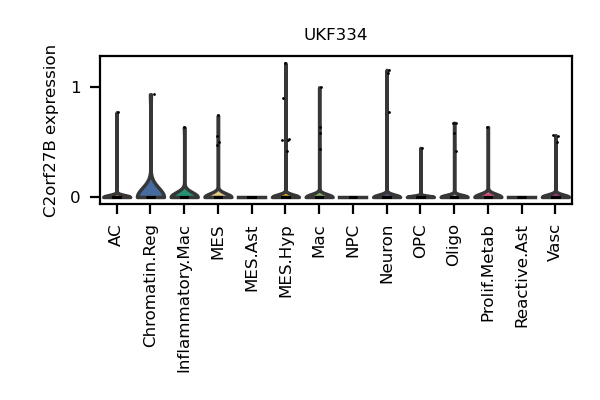 UKF334
C2orf27B expression
1
0
AC
Chromatin.Reg
Inflammatory.Mac
MES
MES.Ast
MES.Hyp
Mac
NPC
Neuron
OPC
Oligo
Prolif.Metab
Reactive.Ast
Vasc